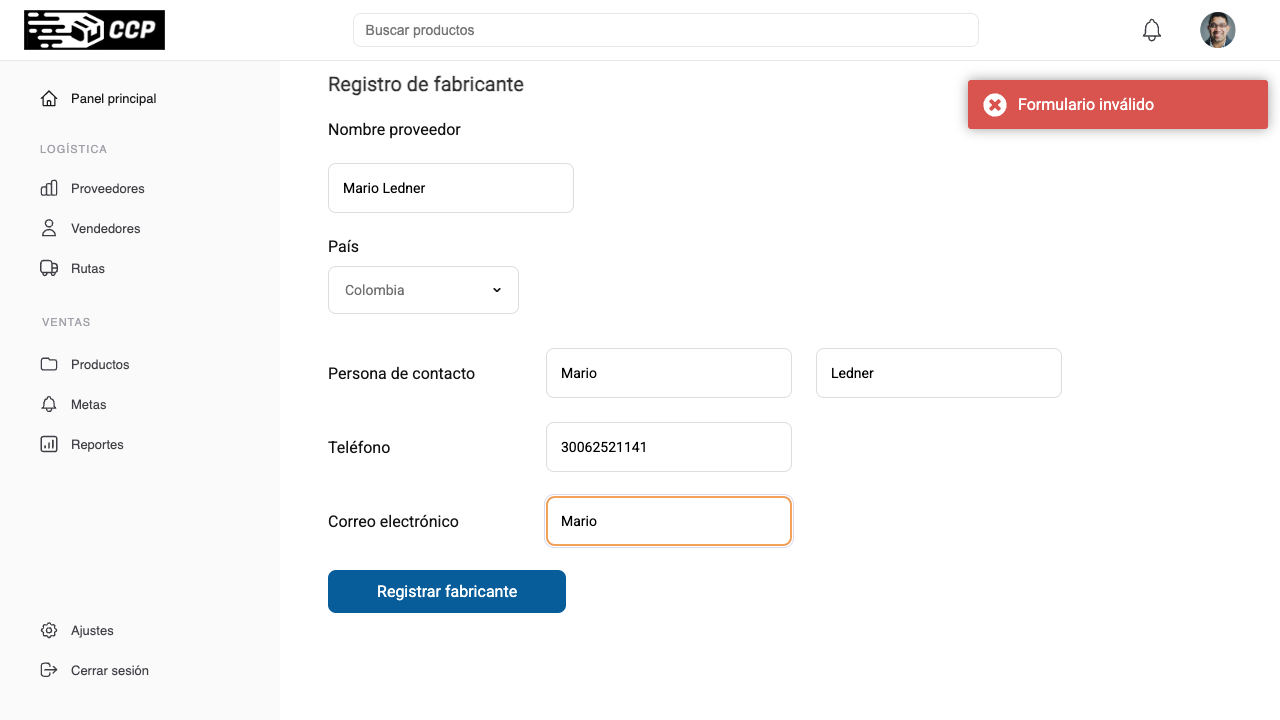 CCP
Buscar productos
Panel principal
LOGÍSTICA
Proveedores
Vendedores
Rutas
VENTAS
Productos
Metas
Reportes
Ajustes
Cerrar sesión
Registro de fabricante
Formulario inválido
Nombre proveedor
Mario Ledner
País
Colombia
Persona de contacto Mario Ledner
Teléfono 30062521141
Correo electrónico Mario
Registrar fabricante